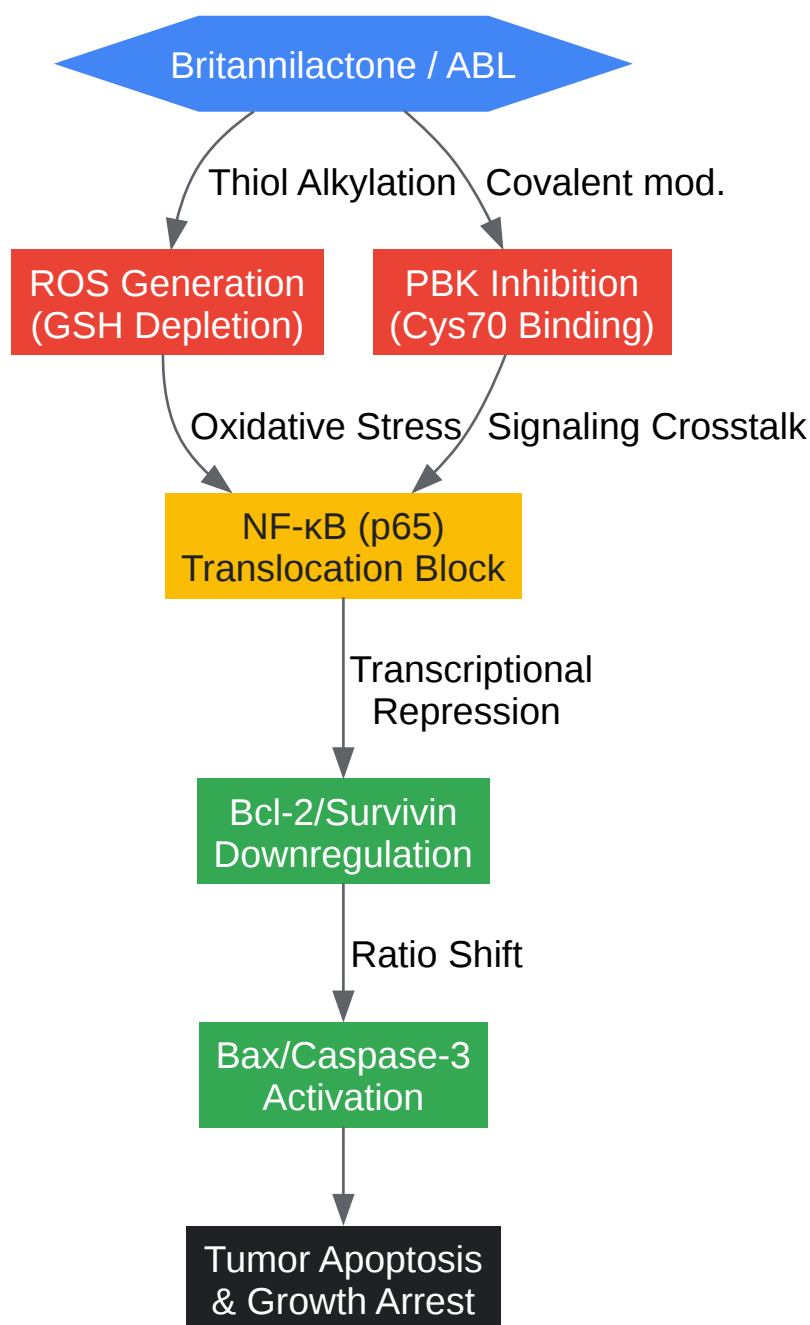 Britannilactone / ABL
Thiol Alkylation
Covalent mod.
ROS Generation
(GSH Depletion)
PBK Inhibition
(Cys70 Binding)
Oxidative Stress
Signaling Crosstalk
NF-κB (p65)
Translocation Block
Transcriptional
Repression
Bcl-2/Survivin
Downregulation
Ratio Shift
Bax/Caspase-3
Activation
Tumor Apoptosis
& Growth Arrest